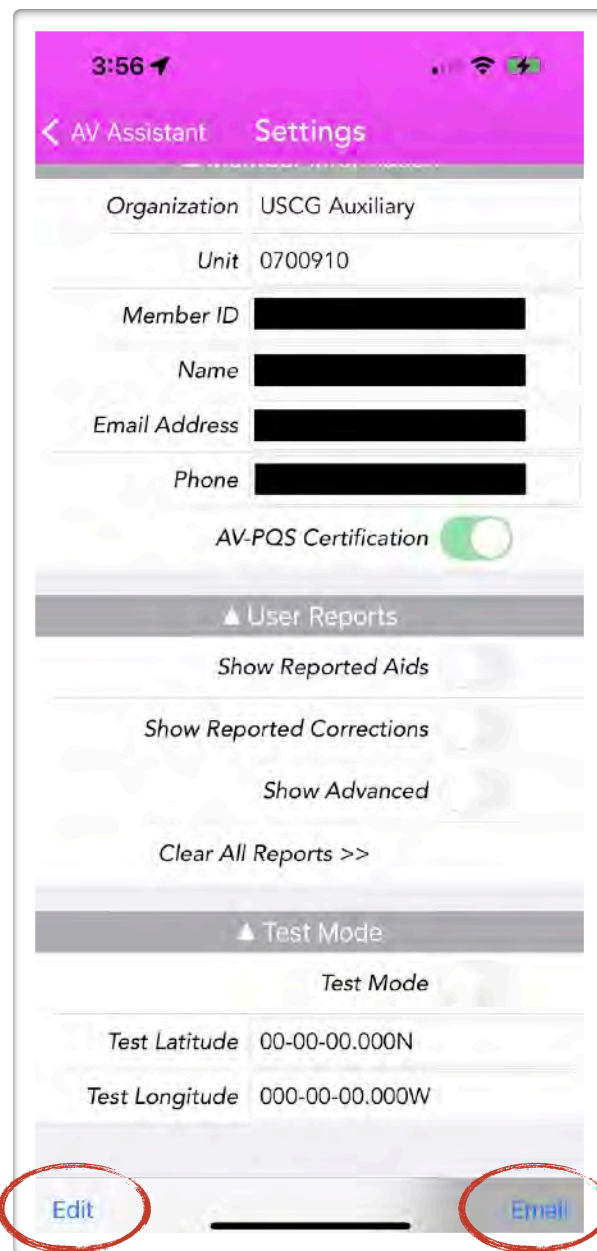 3:56
AV Assistant Settings
Organization USCG Auxiliary
Unit 0700910
Member ID
Name
Email Address
Phone
AV-PQS Certification
▲ User Reports
Show Reported Aids
Show Reported Corrections
Show Advanced
Clear All Reports >>
▲ Test Mode
Test Mode
Test Latitude 00-00-00.000N
Test Longitude 000-00-00.000W
Edit Email